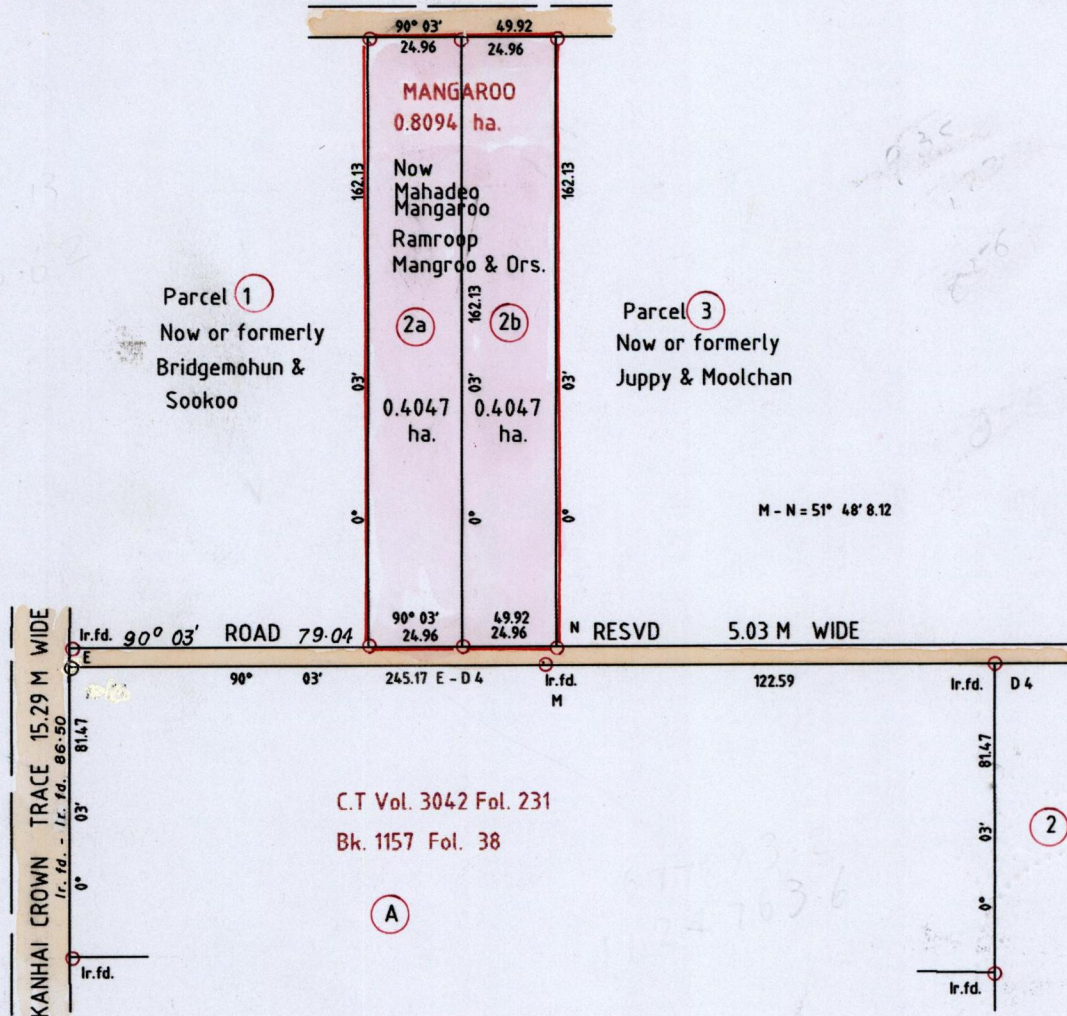 90° 03' 49.92
24.96 24.96
MANGAROO
0.8094 ha.
162.13
162.13
Now
Mahadeo
Mangaroo
Ramroop
Mangroo & Ors.
162.13
Parcel 1
Now or formerly
Bridgemohun &
Sookoo
2a
2b
Parcel 3
Now or formerly
Juppy & Moolchan
03'
03'
03'
0.4047
ha.
0.4047
ha.
0°
0°
0°
M - N = 51° 48' 8.12
90° 03' 49.92
24.96 24.96
Ir.fd. 90° 03' ROAD 79.04
N RESVD 5.03 M WIDE
E
90° 03' 245.17 E - D 4
Ir.fd.
M
122.59
Ir.fd. D 4
KANHAI CROWN TRACE 15.29 M WIDE
Ir. fd. - Ir. fd. 86.50
81.47
03'
0°
Ir.fd.
C.T Vol. 3042 Fol. 231
Bk. 1157 Fol. 38
A
81.47
03'
0°
2
Ir.fd.